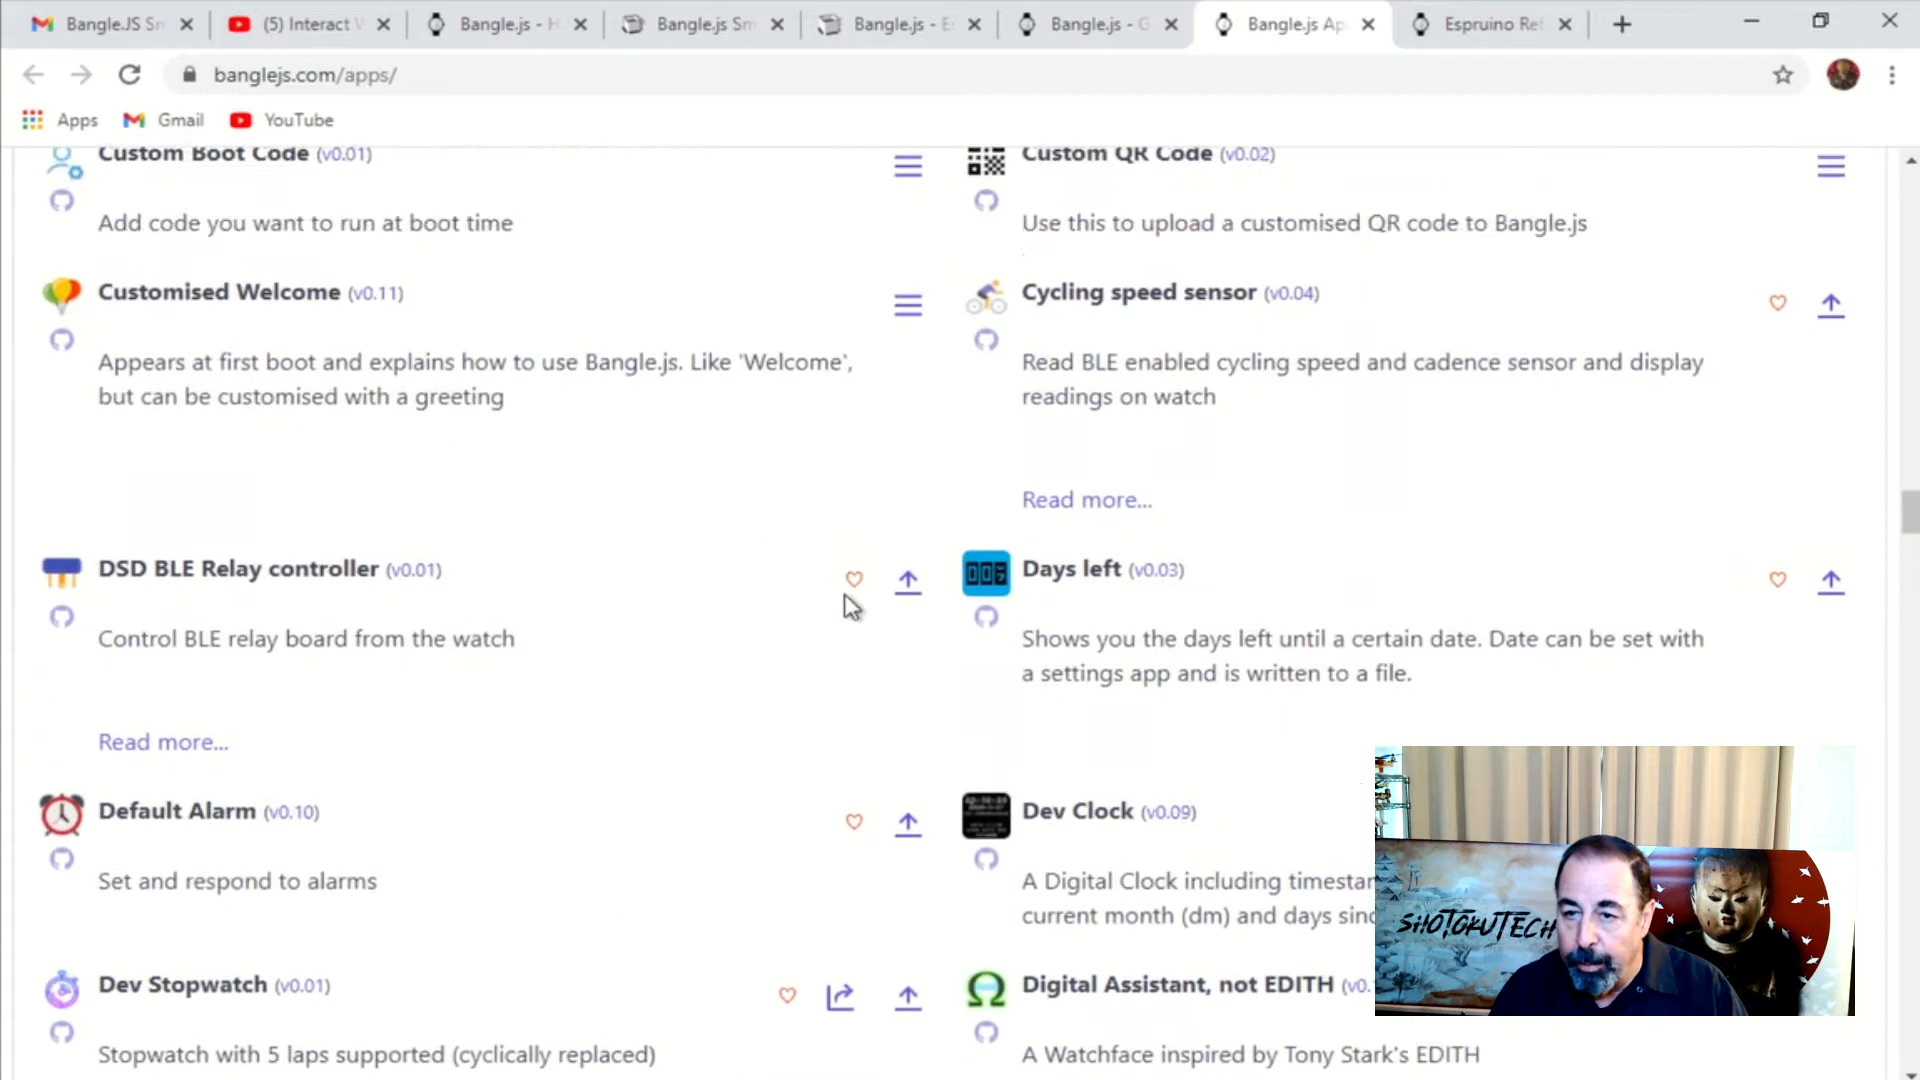 Bangle.JS Sm
(5) Interact V
Bangle.js - H
Bangle.js Sm
Bangle.js - E
Bangle.js - G
Bangle.js Ap
Espruino Ref
banglejs.com/apps/
Apps
Gmail
YouTube
Custom Boot Code (v0.01)
Add code you want to run at boot time
Custom QR Code (v0.02)
Use this to upload a customised QR code to Bangle.js
Customised Welcome (v0.11)
Appears at first boot and explains how to use Bangle.js. Like 'Welcome',
but can be customised with a greeting
Cycling speed sensor (v0.04)
Read BLE enabled cycling speed and cadence sensor and display
readings on watch
Read more...
DSD BLE Relay controller (v0.01)
Control BLE relay board from the watch
Read more...
Days left (v0.03)
Shows you the days left until a certain date. Date can be set with
a settings app and is written to a file.
Default Alarm (v0.10)
Set and respond to alarms
Dev Clock (v0.09)
A Digital Clock including timestar
current month (dm) and days sinc
Dev Stopwatch (v0.01)
Stopwatch with 5 laps supported (cyclically replaced)
Digital Assistant, not EDITH (v0.
A Watchface inspired by Tony Stark's EDITH
SHOTOKUTECH